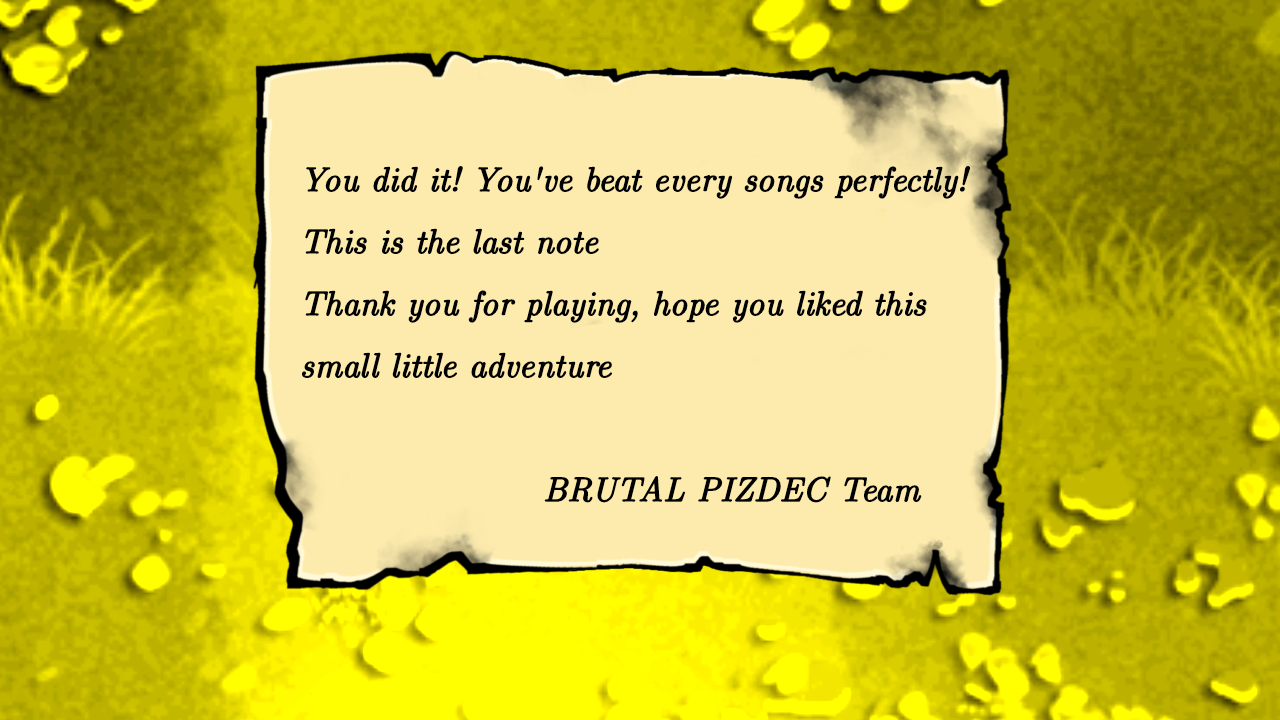 You did it! You've beat every songs perfectly!
This is the last note
Thank you for playing, hope you liked this
small little adventure
BRUTAL PIZDEC Team